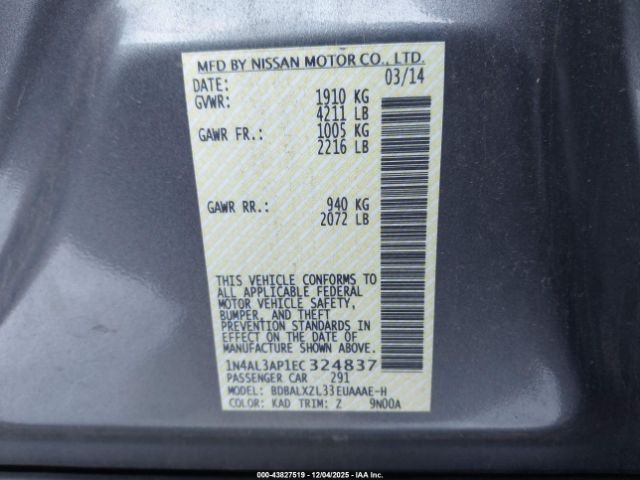 MFD BY NISSAN MOTOR CO., LTD.
DATE: 03/14
GVWR: 1910 KG
4211 LB
GAWR FR.: 1005 KG
2216 LB
GAWR RR.: 940 KG
2072 LB
THIS VEHICLE CONFORMS TO
ALL APPLICABLE FEDERAL
MOTOR VEHICLE SAFETY,
BUMPER, AND THEFT
PREVENTION STANDARDS IN
EFFECT ON THE DATE OF
MANUFACTURE SHOWN ABOVE.
1N4AL3AP1EC324837
PASSENGER CAR 291
MODEL: BDBALXZL33EUAAAE-H
COLOR: KAD TRIM: Z 9N00A
000-43827519 - 12/04/2025 - IAA Inc.